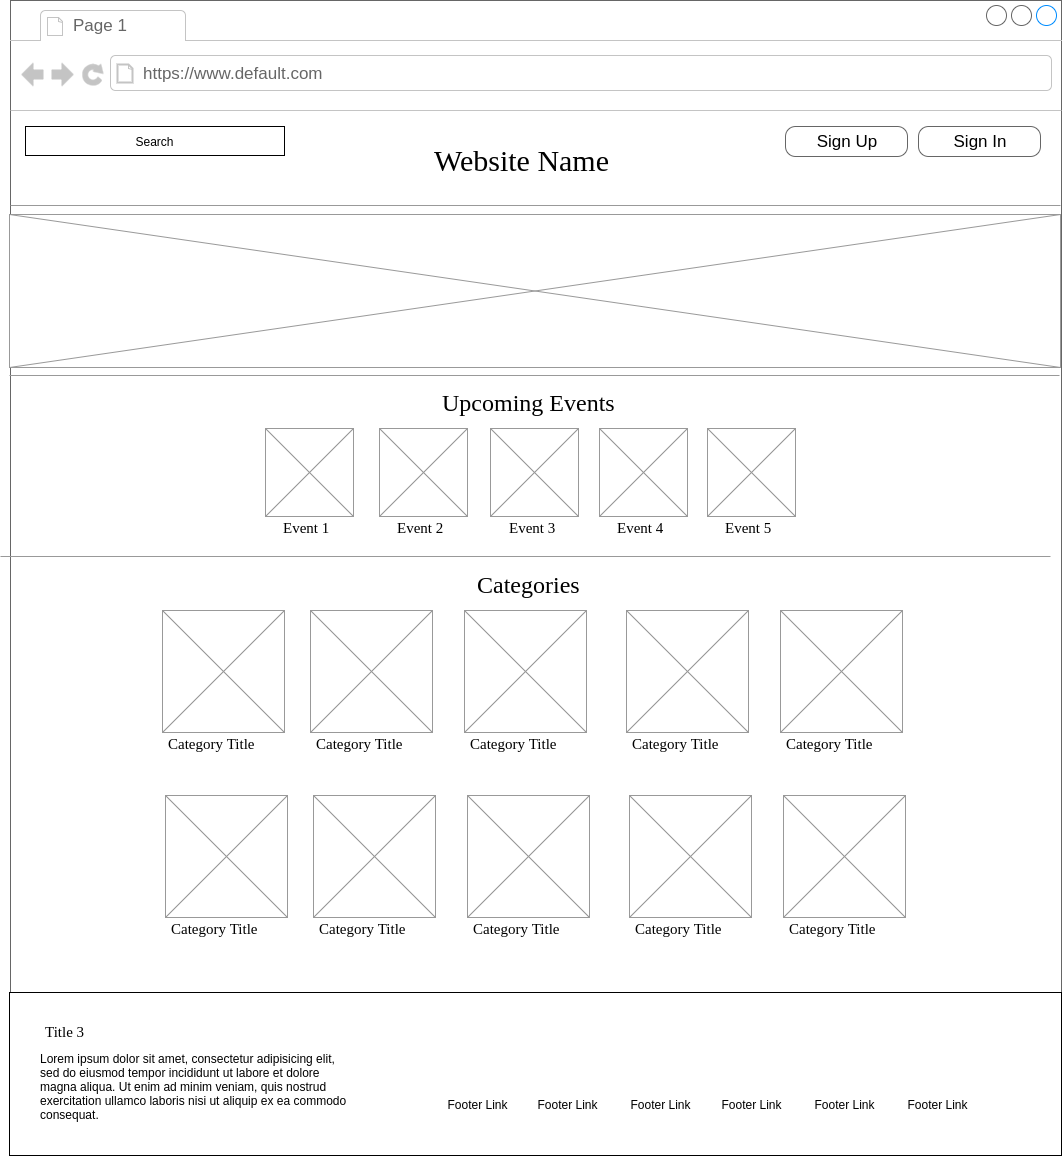 Page 1
https://www.default.com
Search
Website Name
Sign Up
Sign In
Upcoming Events
Event 1
Event 2
Event 3
Event 4
Event 5
Categories
Category Title
Category Title
Category Title
Category Title
Category Title
Category Title
Category Title
Category Title
Category Title
Category Title
Title 3
Lorem ipsum dolor sit amet, consectetur adipisicing elit,
sed do eiusmod tempor incididunt ut labore et dolore
magna aliqua. Ut enim ad minim veniam, quis nostrud
exercitation ullamco laboris nisi ut aliquip ex ea commodo
consequat.
Footer Link
Footer Link
Footer Link
Footer Link
Footer Link
Footer Link